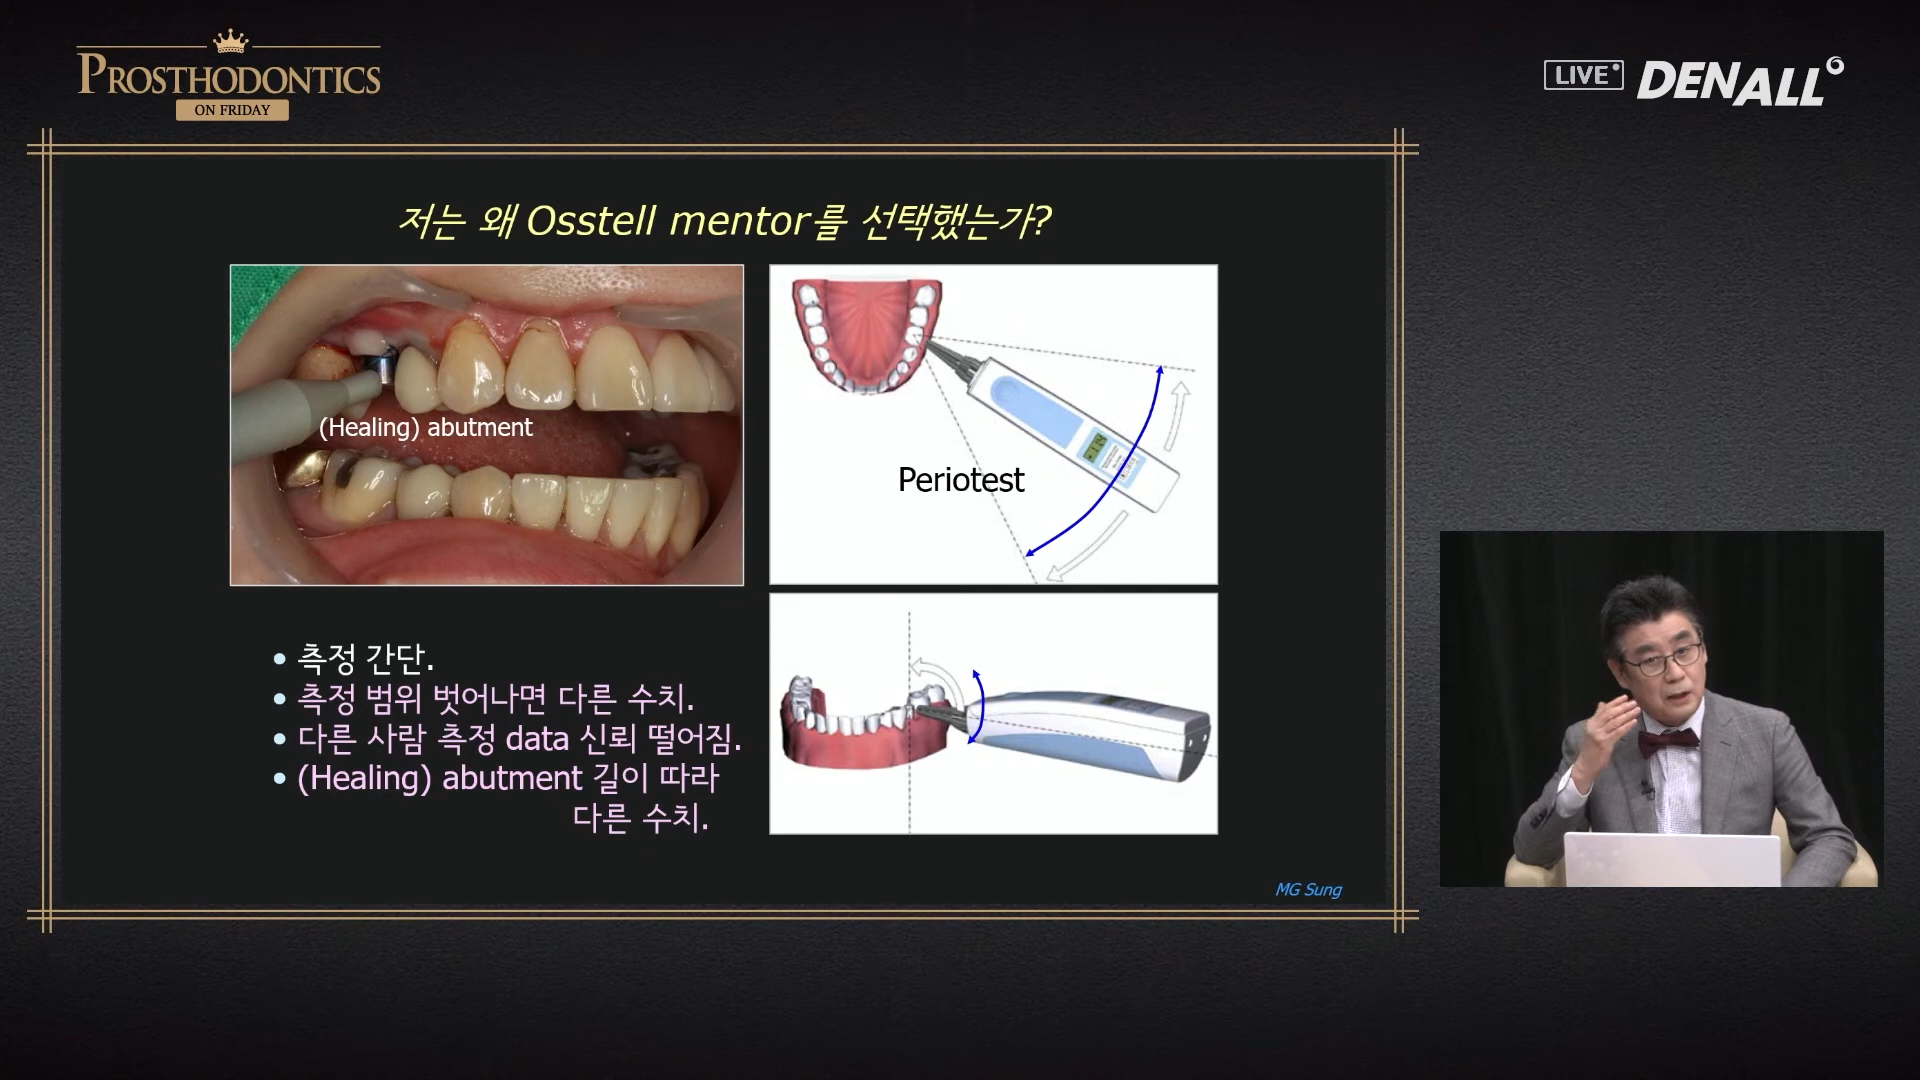 PROSTHODONTICS
ON FRIDAY
LIVE
DENALL
저는 왜 Osstell mentor를 선택했는가?
(Healing) abutment
Periotest
• 측정 간단.
• 측정 범위 벗어나면 다른 수치.
• 다른 사람 측정 data 신뢰 떨어짐.
• (Healing) abutment 길이 따라
다른 수치.
MG Sung